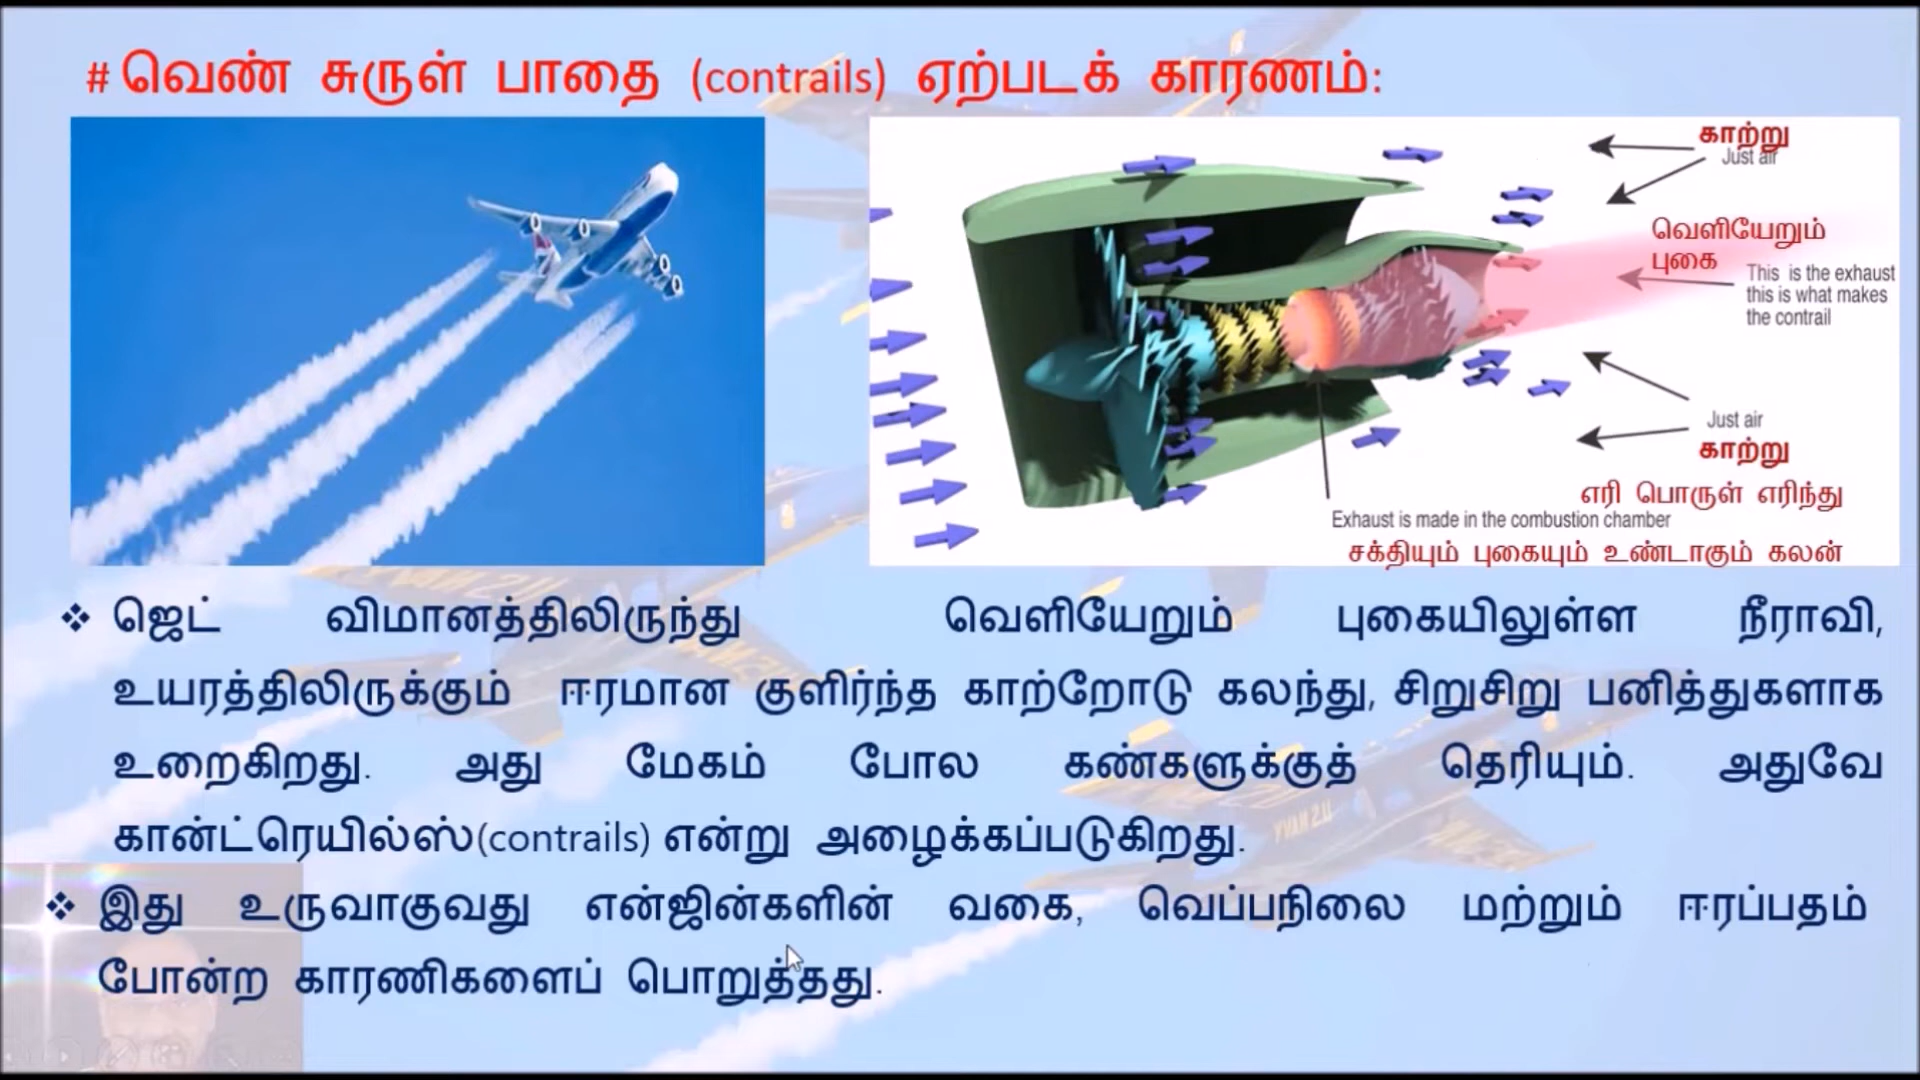 # வெண் சுருள் பாதை (contrails) ஏற்படக் காரணம்:
காற்று
Just air
வெளியேறும்
புகை
This is the exhaust
this is what makes
the contrail
Just air
காற்று
எரி பொருள் எரிந்து
Exhaust is made in the combustion chamber
சக்தியும் புகையும் உண்டாகும் கலன்
❖ ஜெட் விமானத்திலிருந்து வெளியேறும் புகையிலுள்ள நீராவி,
உயரத்திலிருக்கும் ஈரமான குளிர்ந்த காற்றோடு கலந்து, சிறுசிறு பனித்துகளாக
உறைகிறது. அது மேகம் போல கண்களுக்குத் தெரியும். அதுவே
கான்ட்ரெயில்ஸ்(contrails) என்று அழைக்கப்படுகிறது.
❖ இது உருவாகுவது என்ஜின்களின் வகை, வெப்பநிலை மற்றும் ஈரப்பதம்
போன்ற காரணிகளைப் பொறுத்தது.